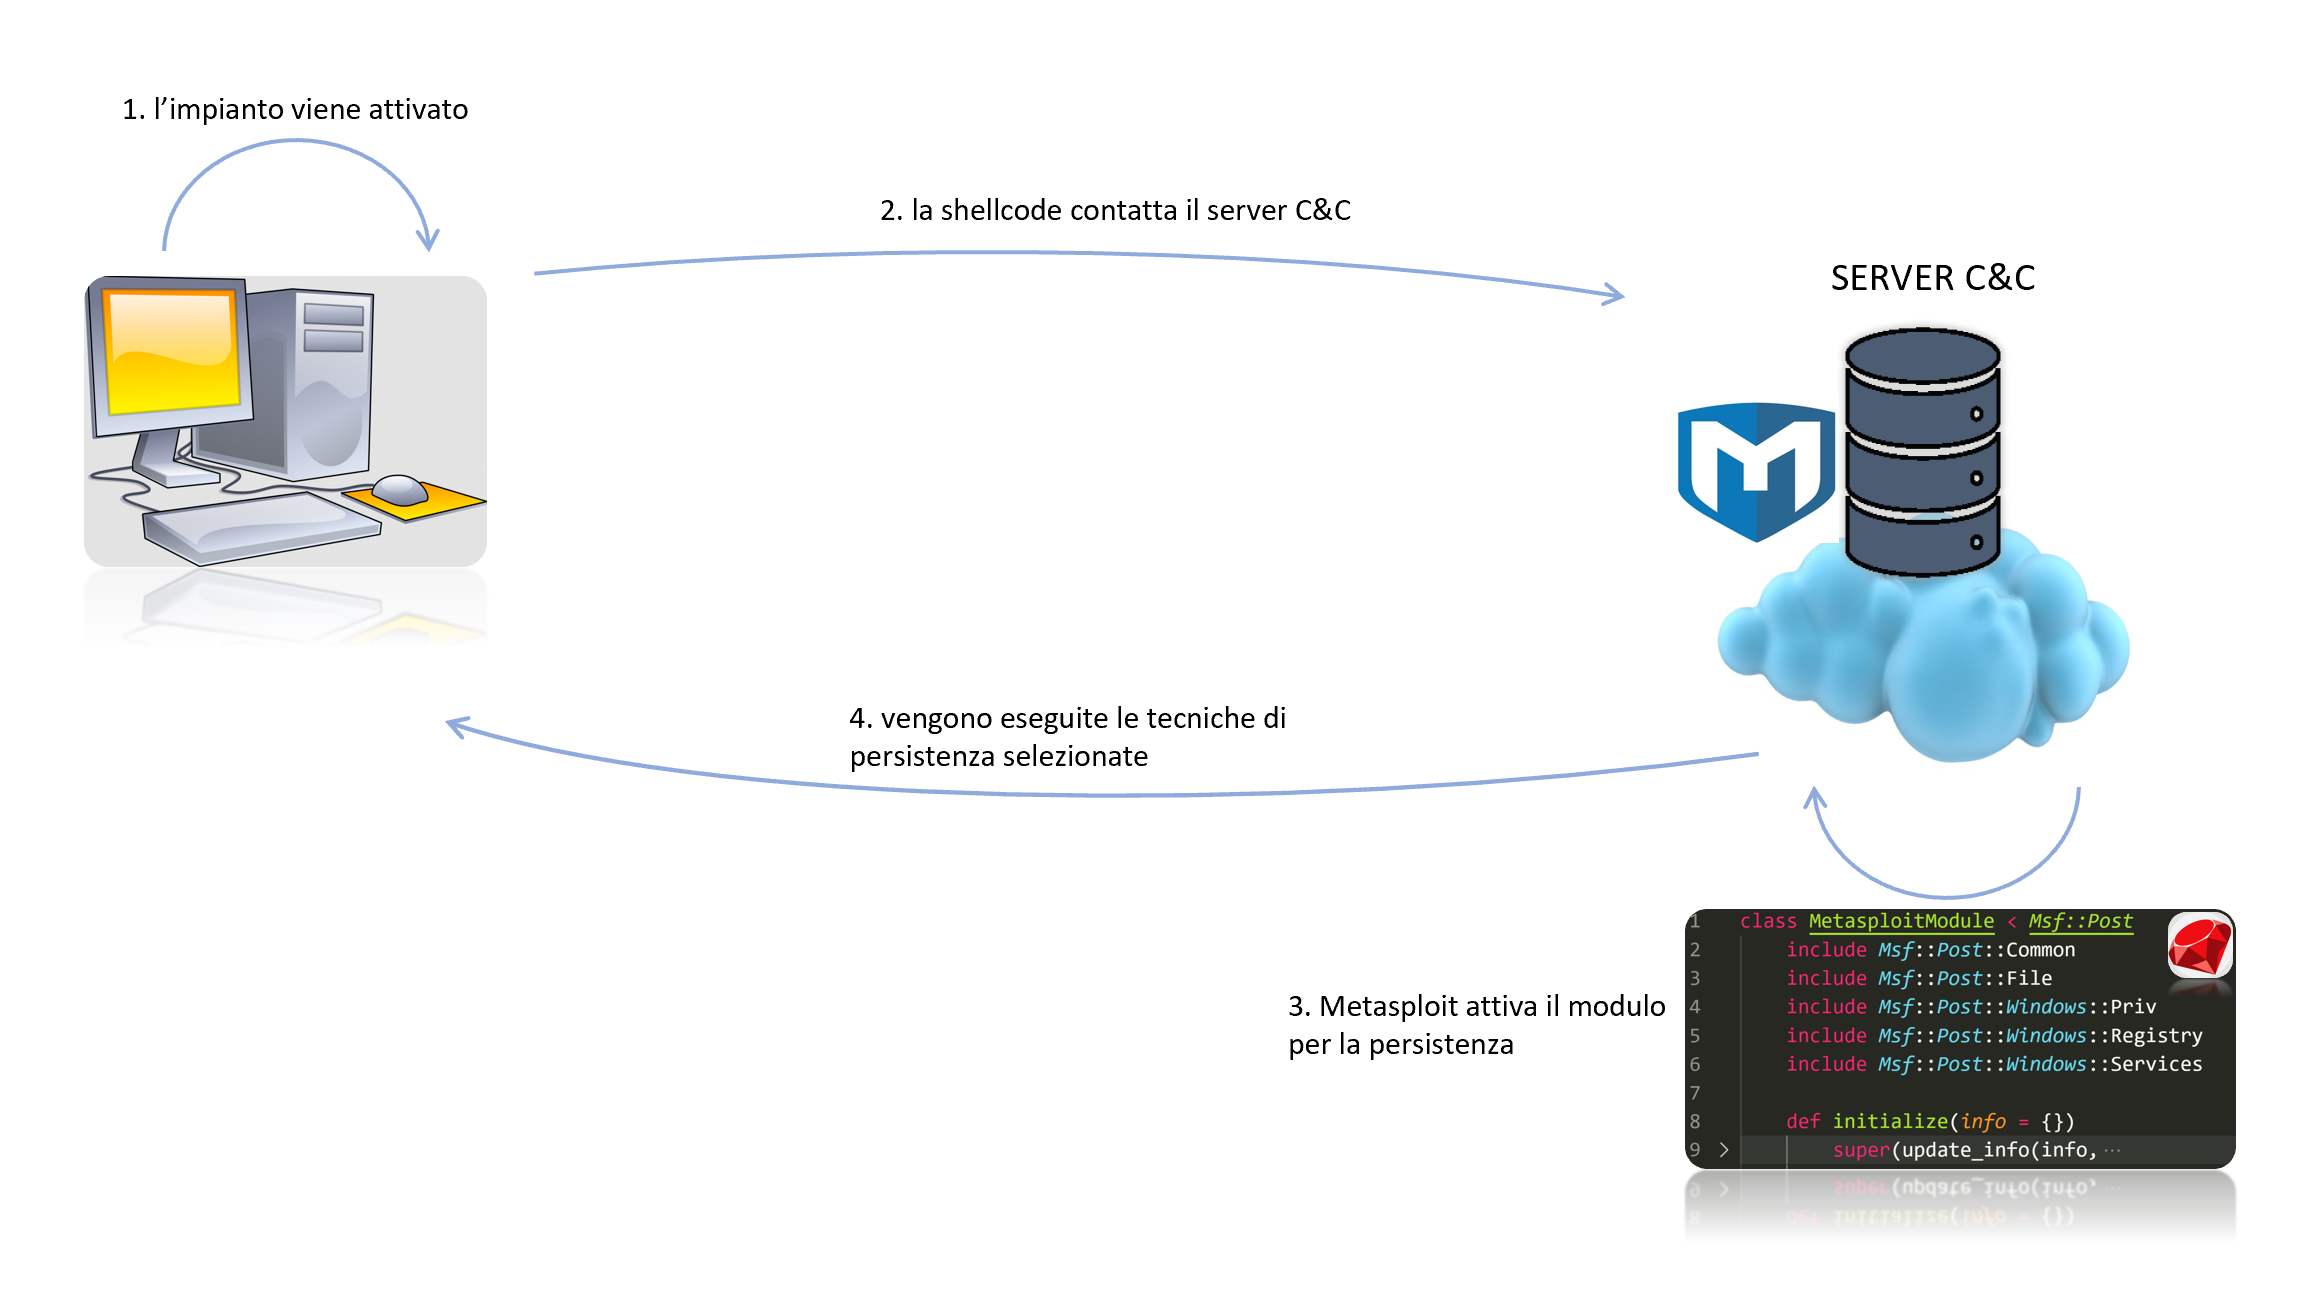 1. l’impianto viene attivato
2. la shellcode contatta il server C&C
SERVER C&C
4. vengono eseguite le tecniche di
persistenza selezionate
3. Metasploit attiva il modulo
per la persistenza
1 class MetasploitModule < Msf::Post
2 include Msf::Post::Common
3 include Msf::Post::File
4 include Msf::Post::Windows::Priv
5 include Msf::Post::Windows::Registry
6 include Msf::Post::Windows::Services
7
8 def initialize(info = {})
9 > super(update_info(info, ···